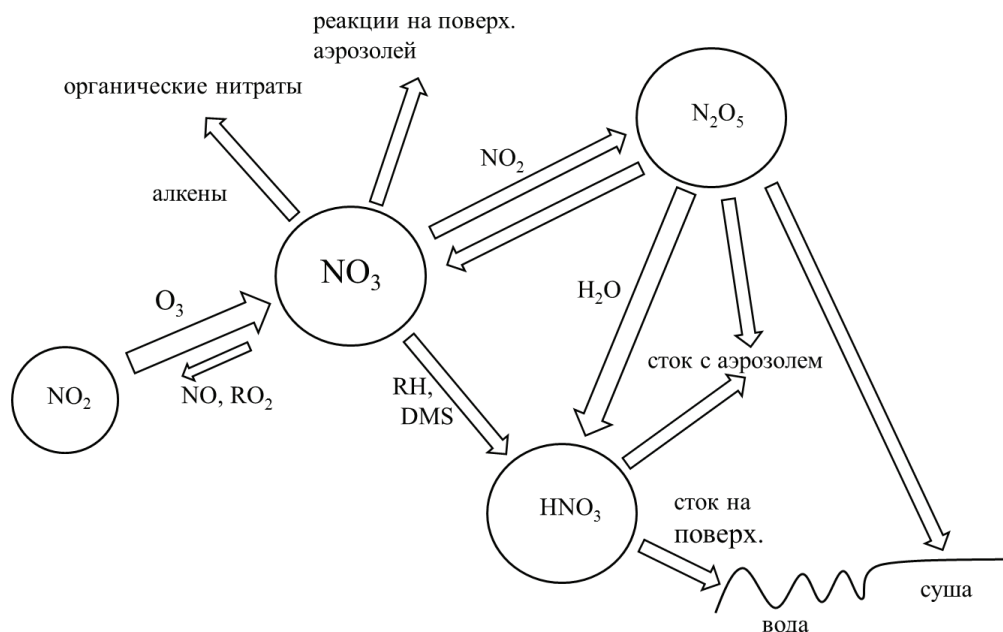 реакции на поверх.
аэрозолей
органические нитраты
N₂O₅
NO₂
алкены
NO₃
H₂O
O₃
сток с аэрозолем
RH,
DMS
NO₂
NO, RO₂
HNO₃
сток на
поверх.
суша
вода